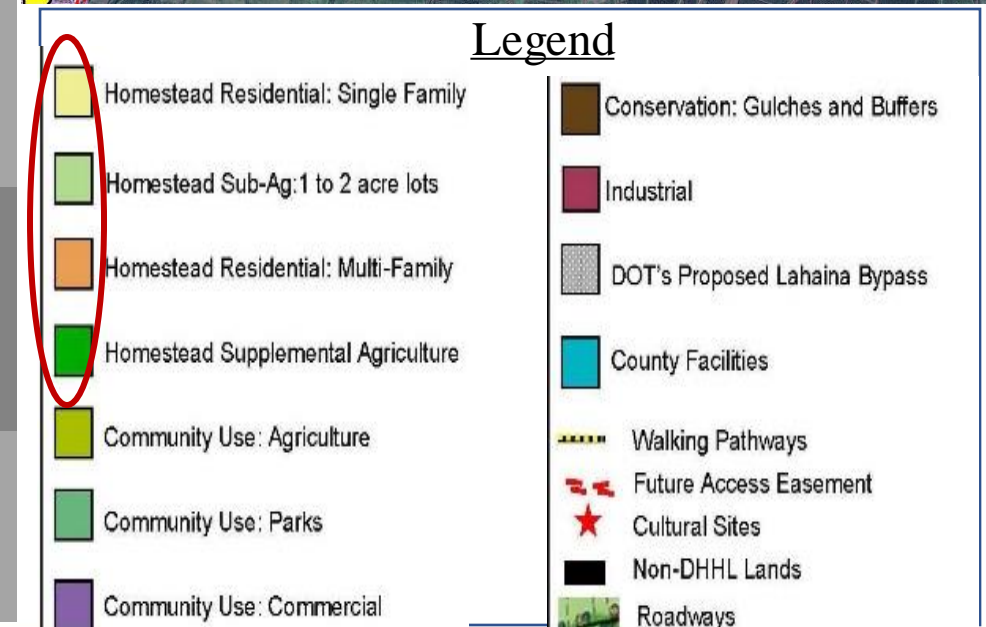 Legend
Homestead Residential: Single Family
Homestead Sub-Ag:1 to 2 acre lots
Homestead Residential: Multi-Family
Homestead Supplemental Agriculture
Community Use: Agriculture
Community Use: Parks
Community Use: Commercial
Conservation: Gulches and Buffers
Industrial
DOT's Proposed Lahaina Bypass
County Facilities
Walking Pathways
Future Access Easement
Cultural Sites
Non-DHHL Lands
Roadways